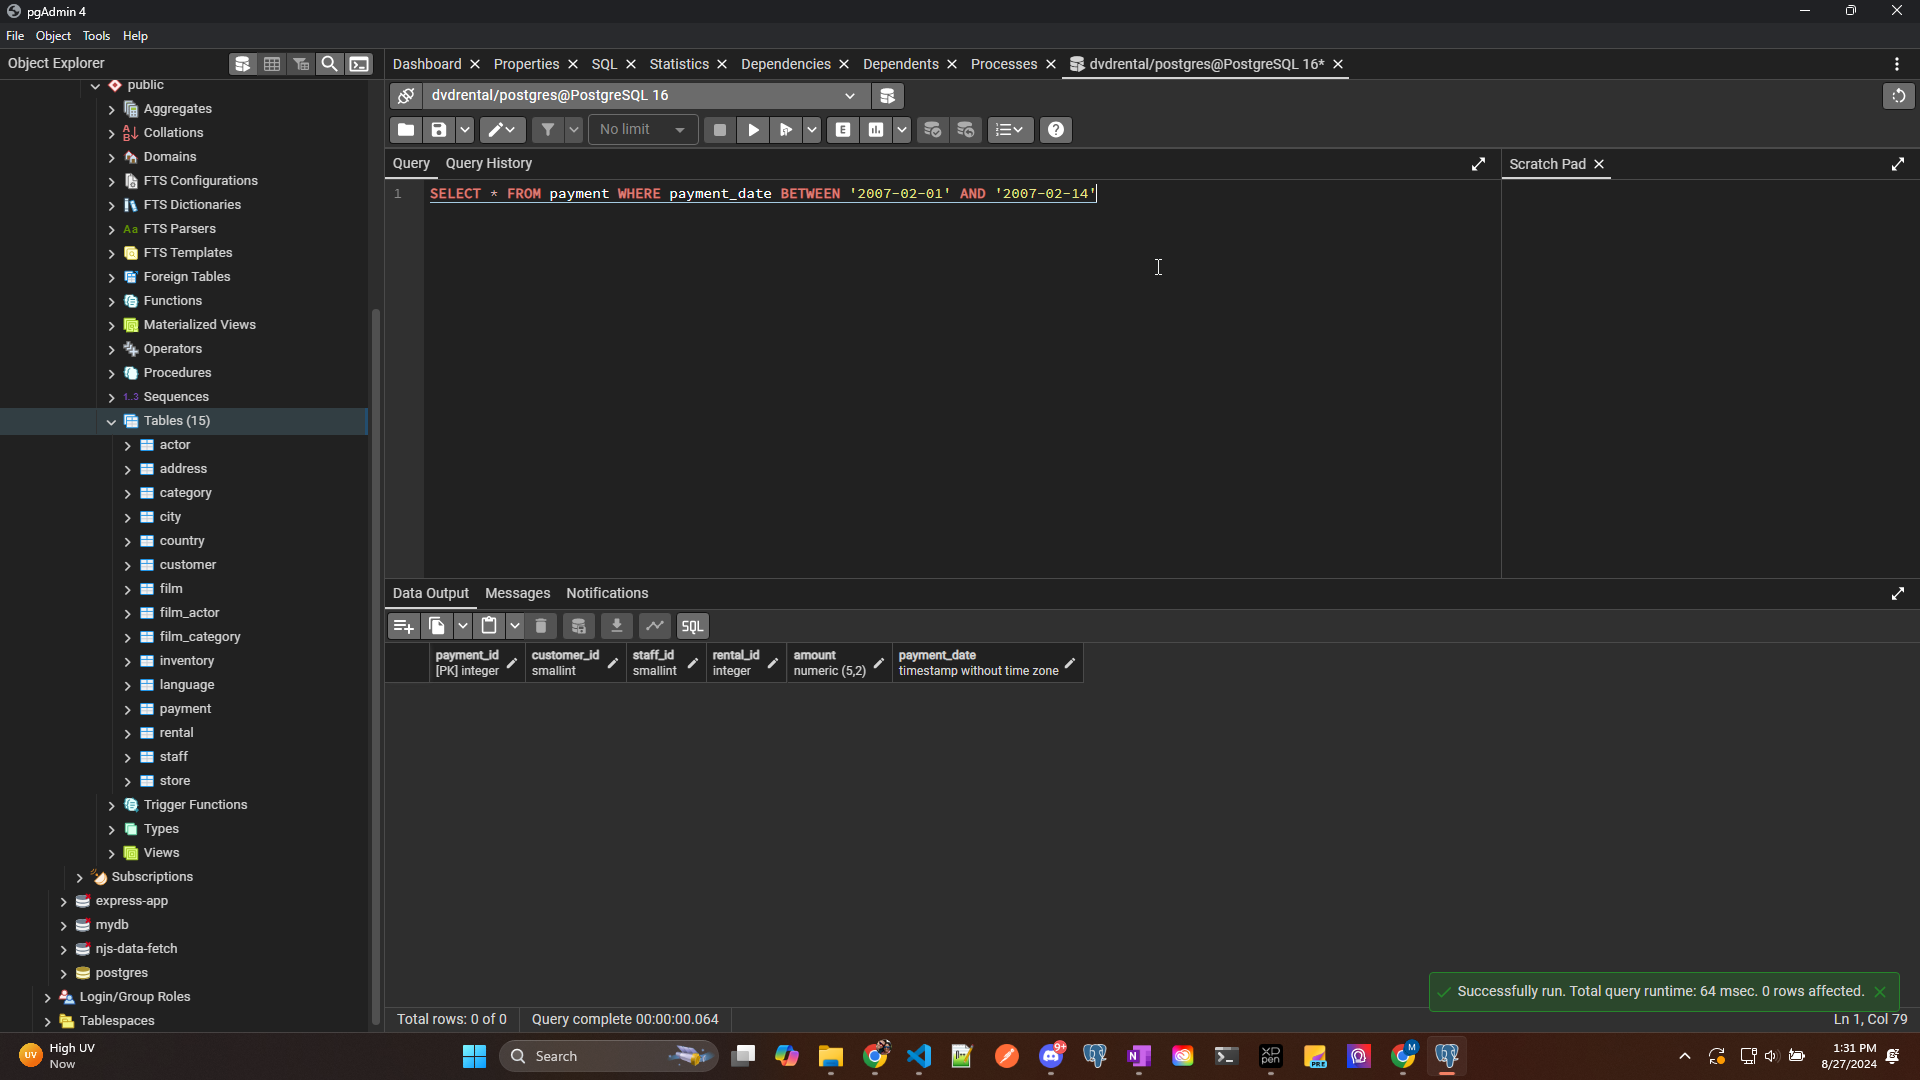 pgAdmin 4
File Object Tools Help
Object Explorer
Dashboard Properties SQL Statistics Dependencies Dependents Processes dvdrental/postgres@PostgreSQL 16*
public
Aggregates
Collations
Domains
FTS Configurations
FTS Dictionaries
Aa FTS Parsers
FTS Templates
Foreign Tables
Functions
Materialized Views
Operators
Procedures
1..3 Sequences
Tables (15)
actor
address
category
city
country
customer
film
film_actor
film_category
inventory
language
payment
rental
staff
store
Trigger Functions
Types
Views
Subscriptions
express-app
mydb
njs-data-fetch
postgres
Login/Group Roles
Tablespaces
dvdrental/postgres@PostgreSQL 16
No limit
E
Query Query History
Scratch Pad
1 SELECT * FROM payment WHERE payment_date BETWEEN '2007-02-01' AND '2007-02-14'
Data Output Messages Notifications
SQL
payment_id customer_id staff_id rental_id amount payment_date
[PK] integer smallint smallint integer numeric (5,2) timestamp without time zone
Successfully run. Total query runtime: 64 msec. 0 rows affected.
Total rows: 0 of 0 Query complete 00:00:00.064 Ln 1, Col 79
UV High UV
Now
Search
9+
XP
pen
PRE
M
1:31 PM
8/27/2024